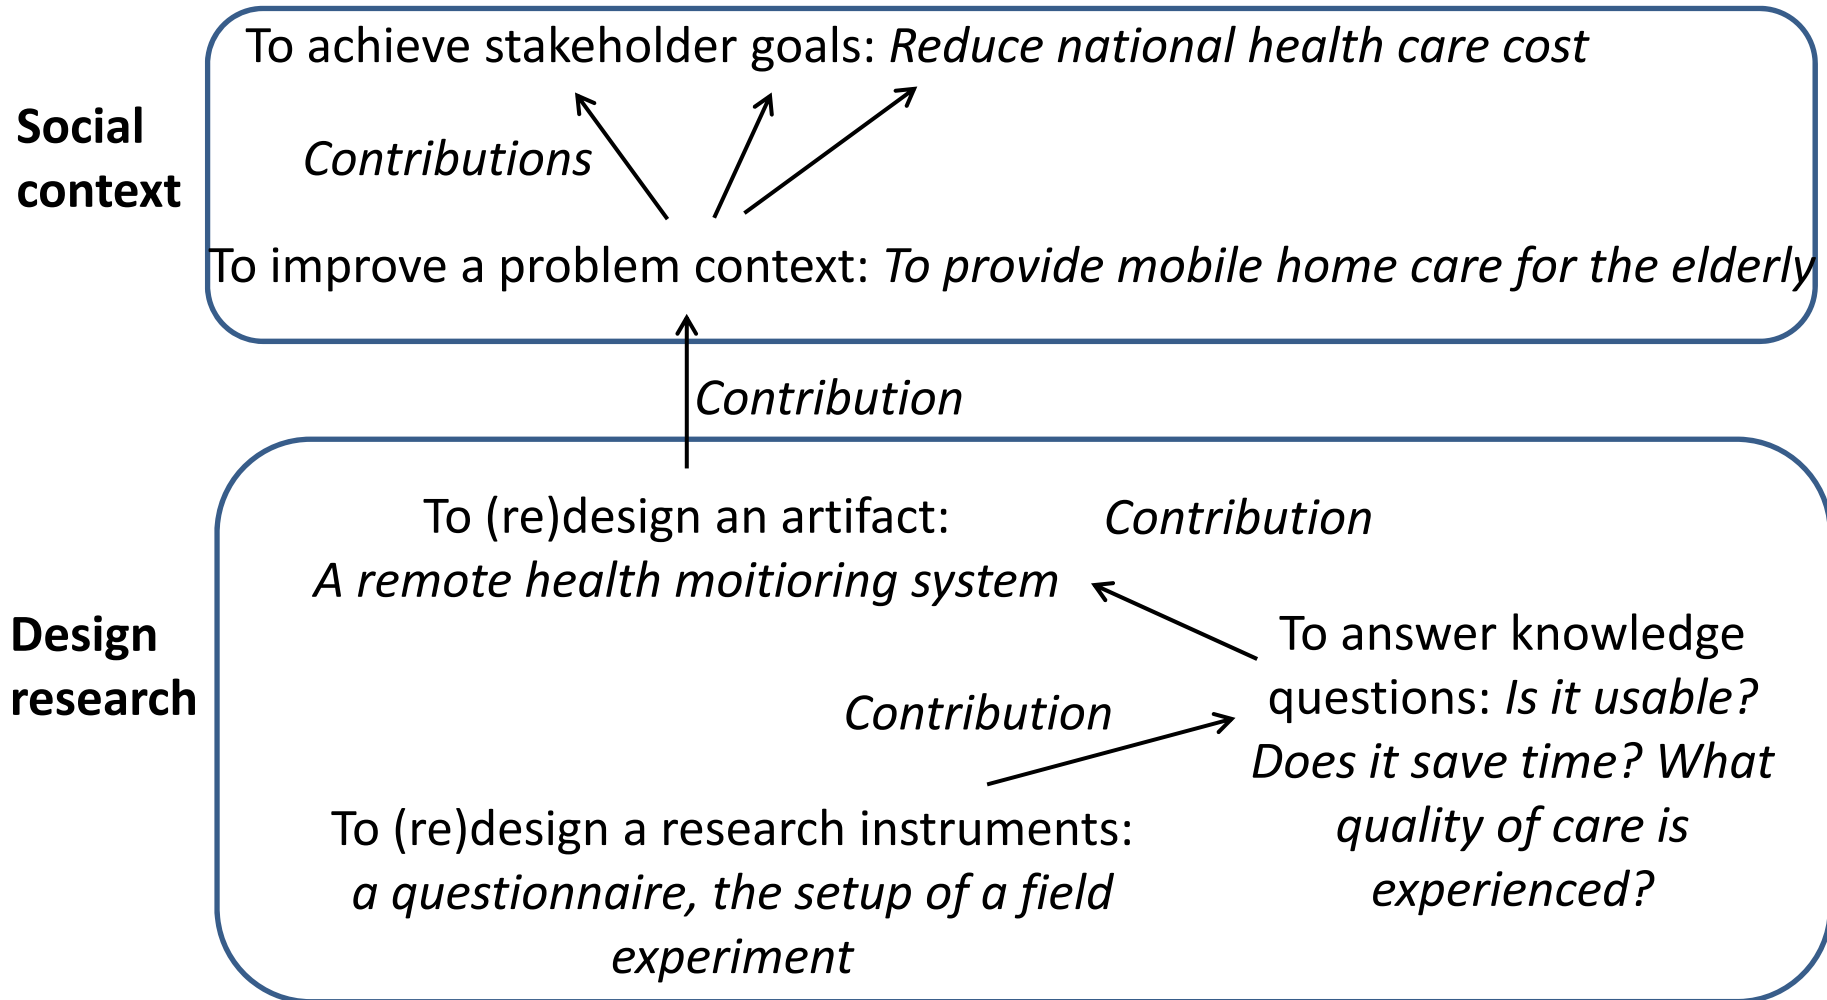 To achieve stakeholder goals: Reduce national health care cost
Social
context
Contributions
To improve a problem context: To provide mobile home care for the elderly
Contribution
To (re)design an artifact:
A remote health moitioring system
Contribution
Design
research
To answer knowledge
questions: Is it usable?
Does it save time? What
quality of care is
experienced?
Contribution
To (re)design a research instruments:
a questionnaire, the setup of a field
experiment